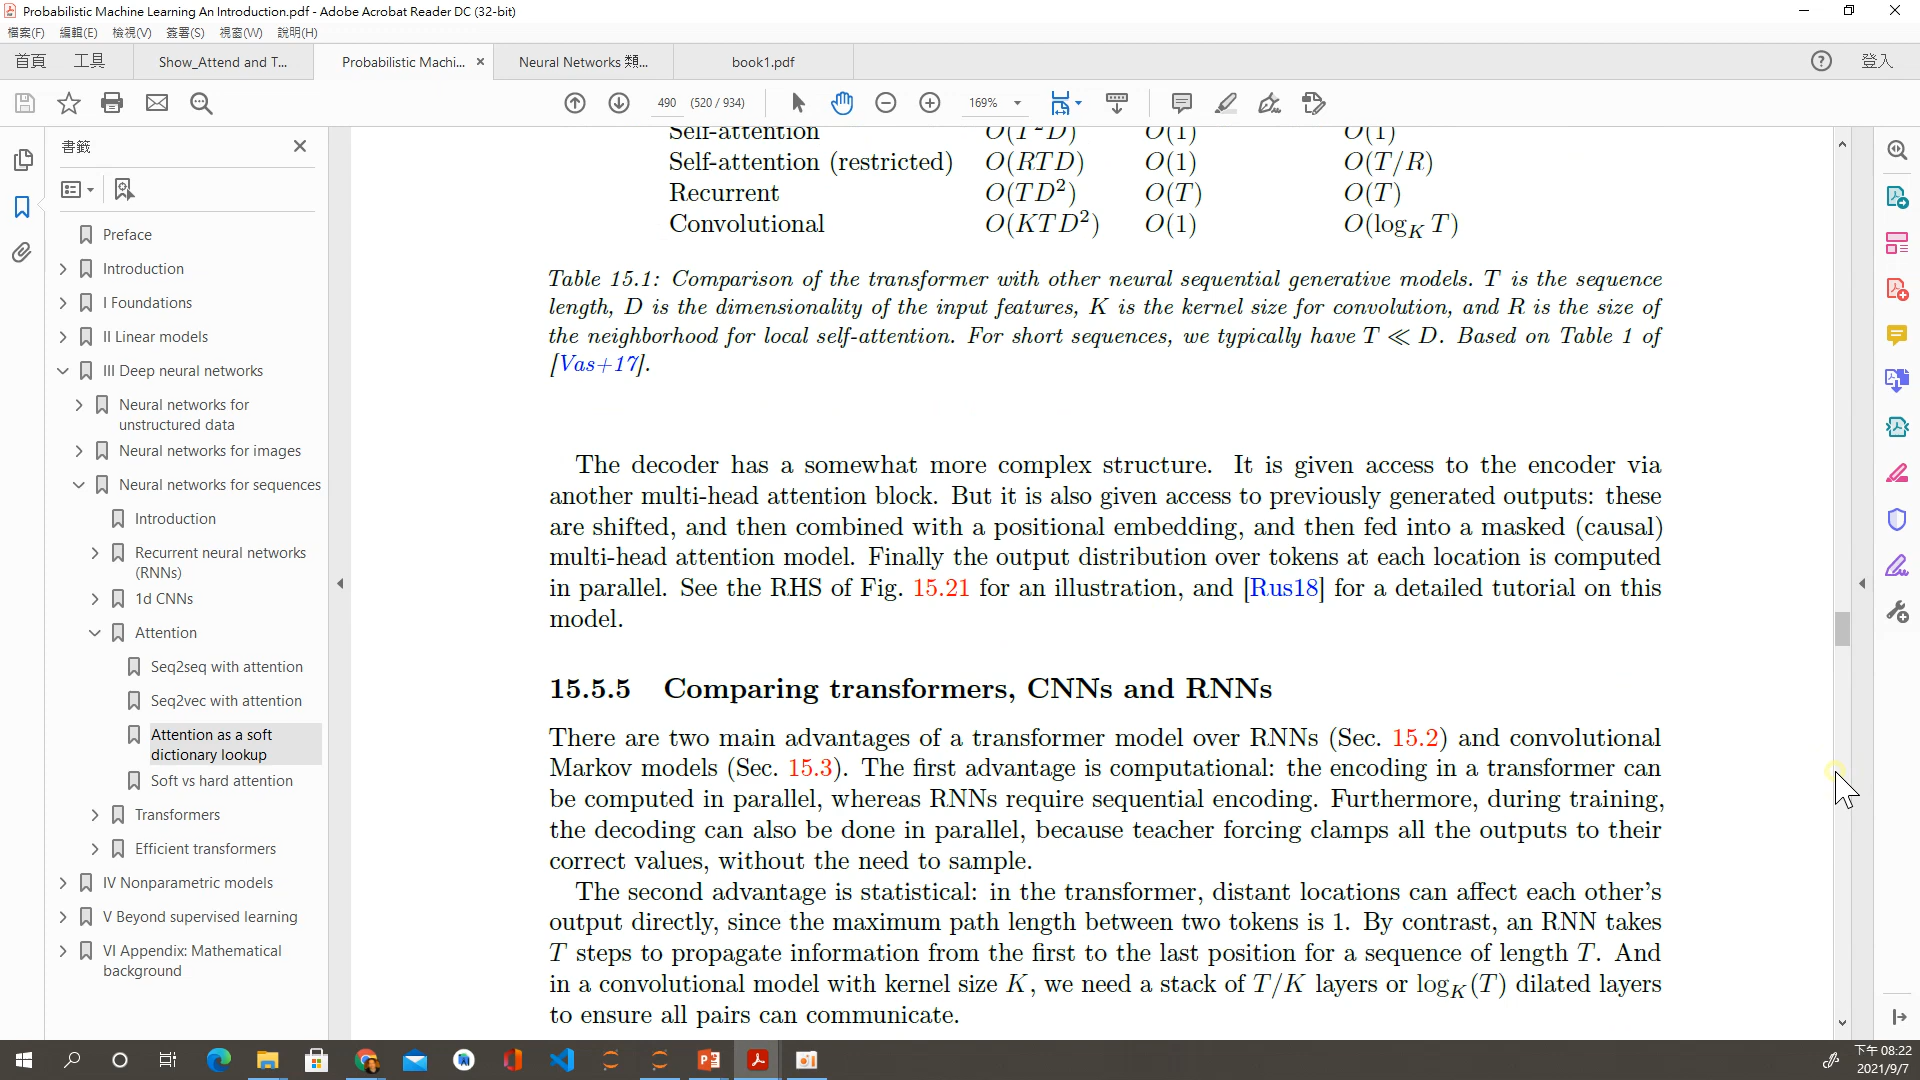 Probabilistic Machine Learning An Introduction.pdf - Adobe Acrobat Reader DC (32-bit)
檔案(F) 編輯(E) 檢視(V) 簽署(S) 視窗(W) 說明(H)
首頁 工具 Show_Attend and T... Probabilistic Machi... × Neural Networks 類... book1.pdf 登入
490 (520 / 934) 169%
書籤
Preface
Introduction
I Foundations
II Linear models
III Deep neural networks
Neural networks for
unstructured data
Neural networks for images
Neural networks for sequences
Introduction
Recurrent neural networks
(RNNs)
1d CNNs
Attention
Seq2seq with attention
Seq2vec with attention
Attention as a soft
dictionary lookup
Soft vs hard attention
Transformers
Efficient transformers
IV Nonparametric models
V Beyond supervised learning
VI Appendix: Mathematical
background
Self-attention O(T²D) O(1) O(1)
Self-attention (restricted) O(RTD) O(1) O(T/R)
Recurrent O(TD²) O(T) O(T)
Convolutional O(KTD²) O(1) O(log_K T)
Table 15.1: Comparison of the transformer with other neural sequential generative models. T is the sequence
length, D is the dimensionality of the input features, K is the kernel size for convolution, and R is the size of
the neighborhood for local self-attention. For short sequences, we typically have T ≪ D. Based on Table 1 of
[Vas+17].
The decoder has a somewhat more complex structure. It is given access to the encoder via
another multi-head attention block. But it is also given access to previously generated outputs: these
are shifted, and then combined with a positional embedding, and then fed into a masked (causal)
multi-head attention model. Finally the output distribution over tokens at each location is computed
in parallel. See the RHS of Fig. 15.21 for an illustration, and [Rus18] for a detailed tutorial on this
model.
15.5.5 Comparing transformers, CNNs and RNNs
There are two main advantages of a transformer model over RNNs (Sec. 15.2) and convolutional
Markov models (Sec. 15.3). The first advantage is computational: the encoding in a transformer can
be computed in parallel, whereas RNNs require sequential encoding. Furthermore, during training,
the decoding can also be done in parallel, because teacher forcing clamps all the outputs to their
correct values, without the need to sample.
The second advantage is statistical: in the transformer, distant locations can affect each other's
output directly, since the maximum path length between two tokens is 1. By contrast, an RNN takes
T steps to propagate information from the first to the last position for a sequence of length T. And
in a convolutional model with kernel size K, we need a stack of T/K layers or log_K(T) dilated layers
to ensure all pairs can communicate.
下午 08:22
2021/9/7